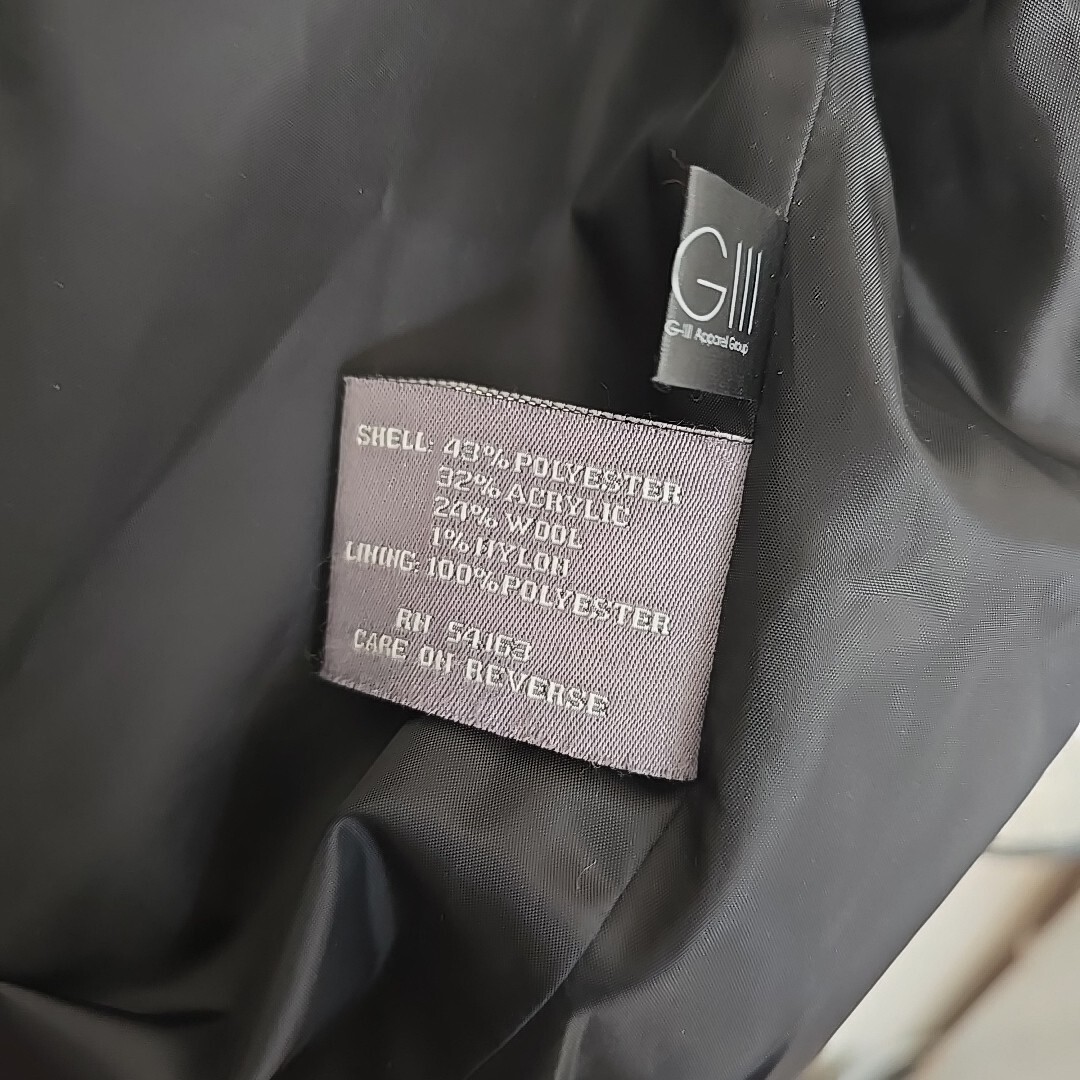 GIII
G-III Apparel Group
SHELL: 43% POLYESTER
32% ACRYLIC
24% WOOL
1% NYLON
LINING: 100% POLYESTER
RN 54163
CARE ON REVERSE